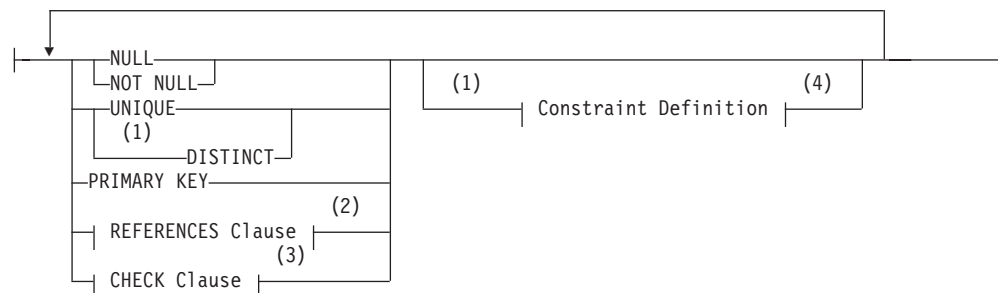 NULL
NOT NULL
(1) (4)
UNIQUE Constraint Definition
(1)
DISTINCT
PRIMARY KEY
(2)
REFERENCES Clause
(3)
CHECK Clause